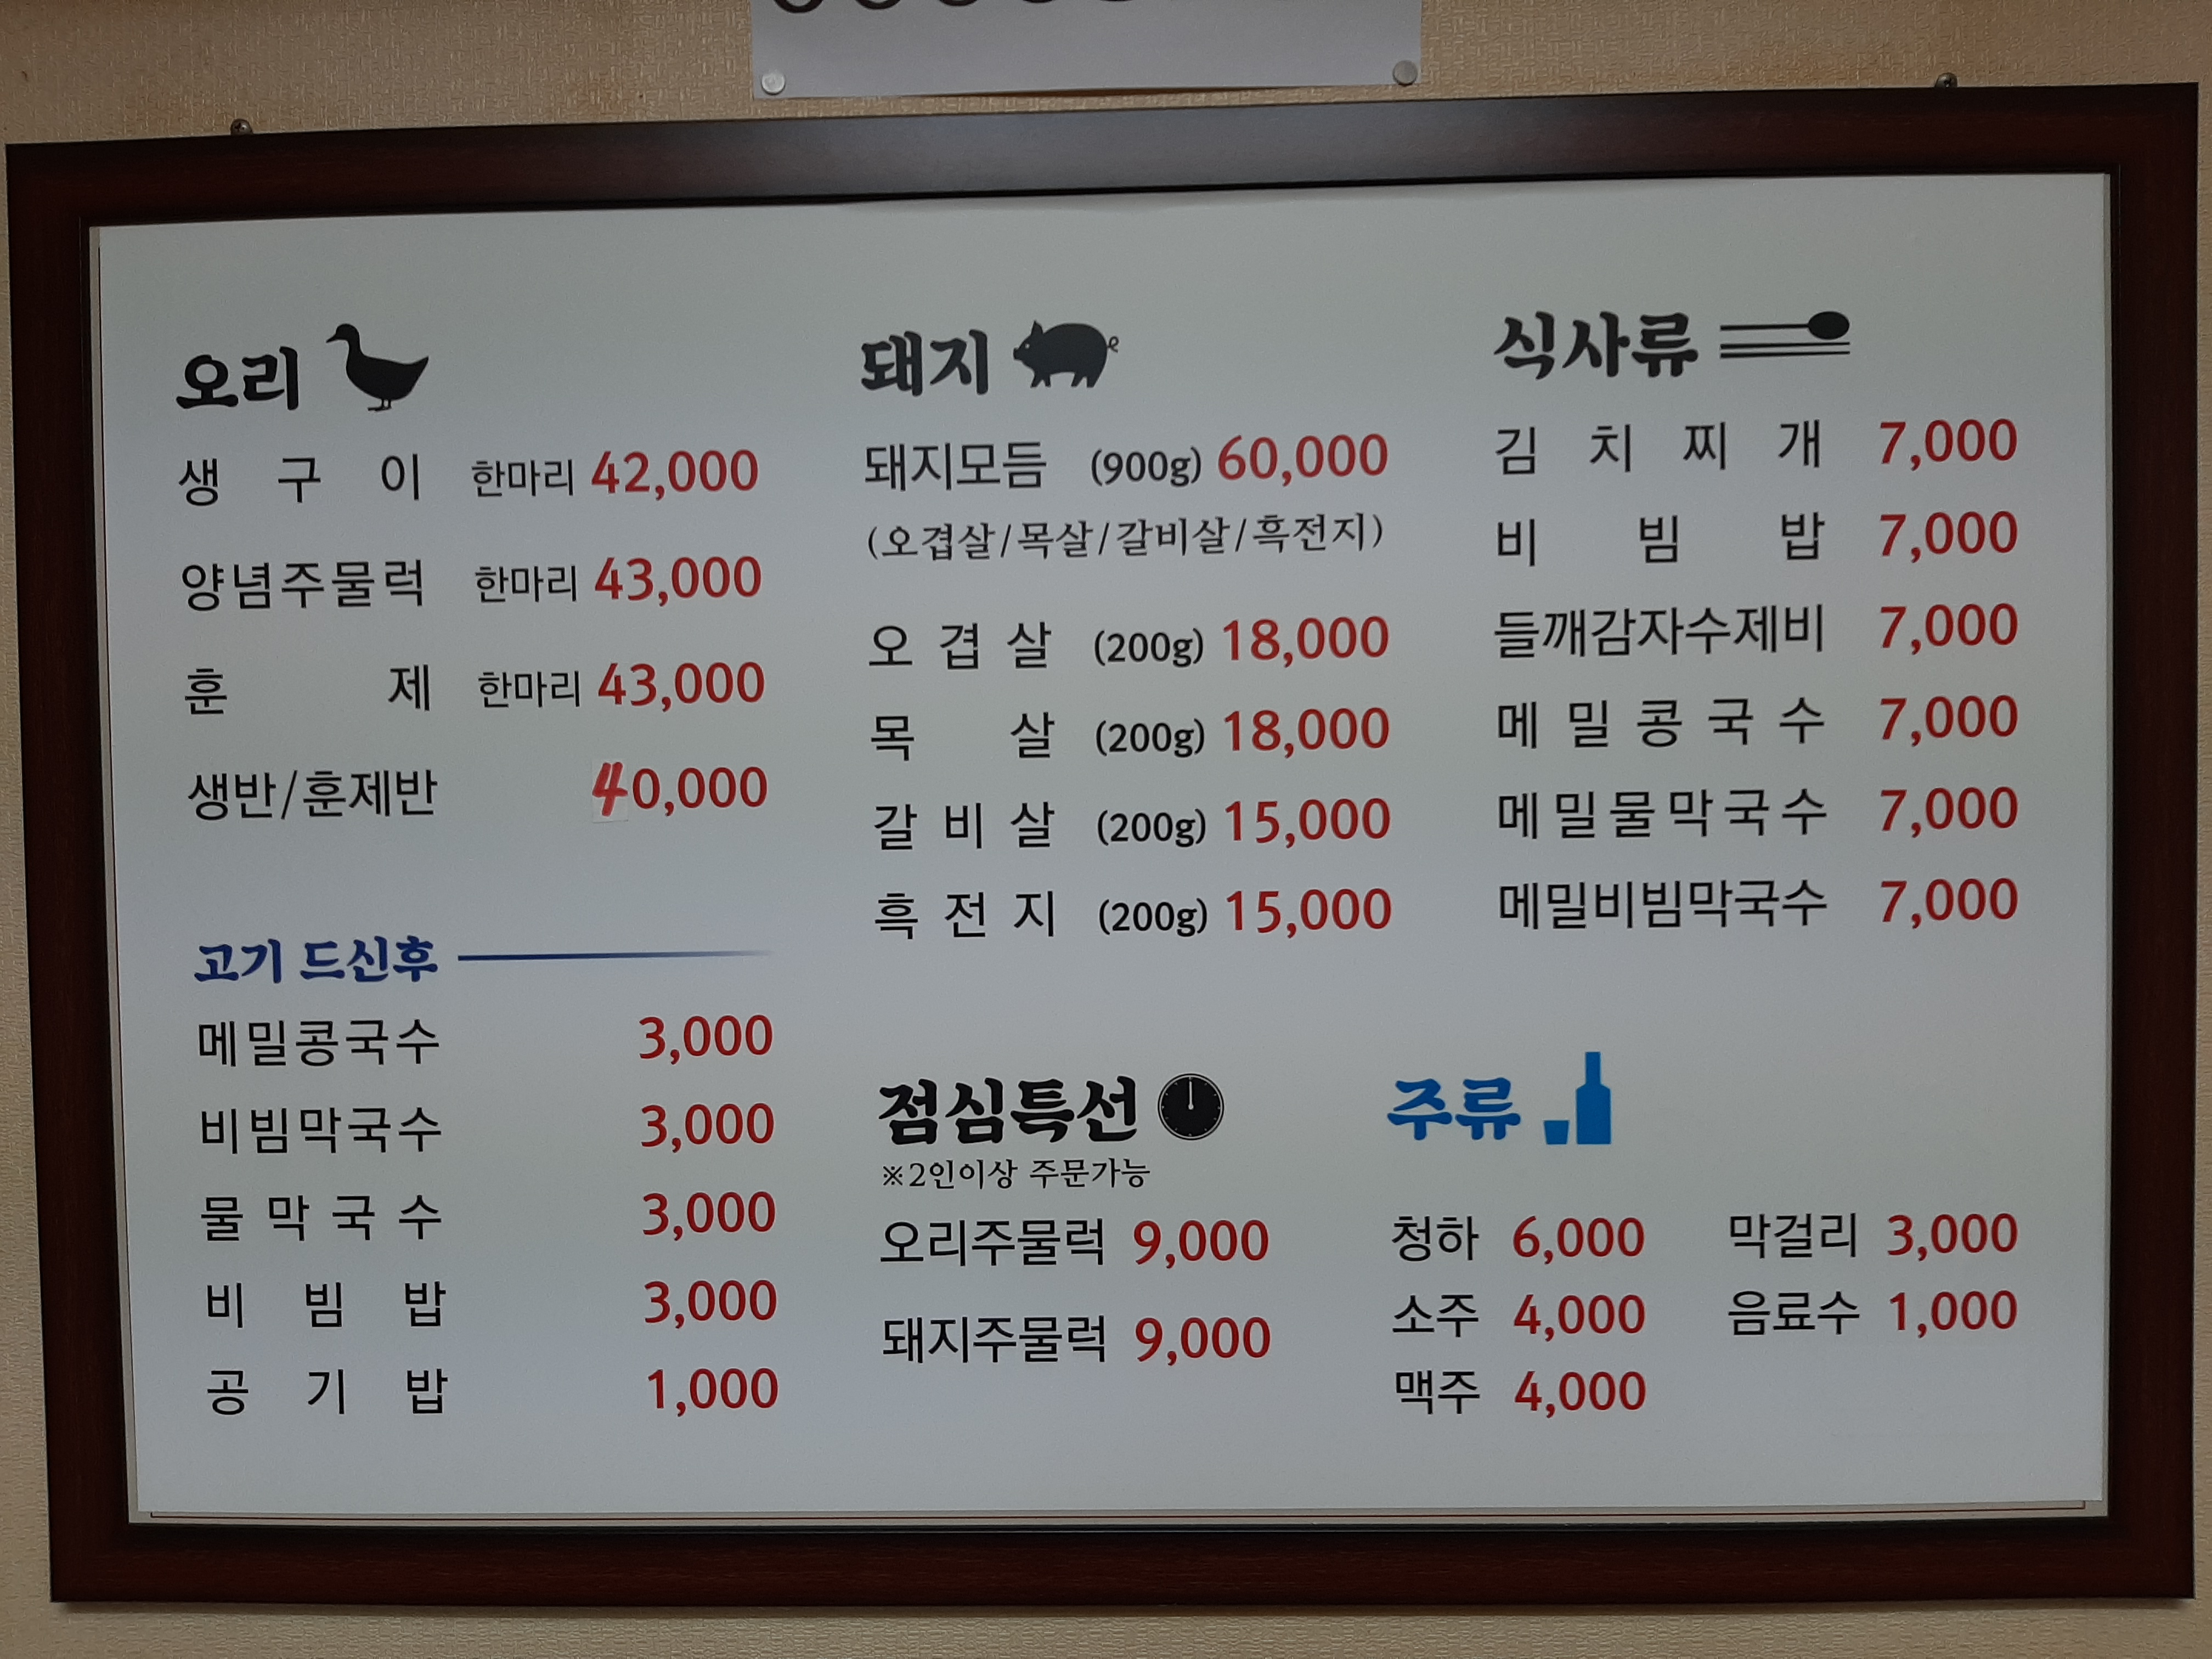 오리
생구이 한마리 42,000
양념주물럭 한마리 43,000
훈제 한마리 43,000
생반/훈제반 40,000
고기 드신후
메밀콩국수 3,000
비빔막국수 3,000
물막국수 3,000
비빔밥 3,000
공기밥 1,000
돼지
돼지모듬 (900g) 60,000
(오겹살/목살/갈비살/흑전지)
오겹살 (200g) 18,000
목살 (200g) 18,000
갈비살 (200g) 15,000
흑전지 (200g) 15,000
점심특선
※2인이상 주문가능
오리주물럭 9,000
돼지주물럭 9,000
식사류
김치찌개 7,000
비빔밥 7,000
들깨감자수제비 7,000
메밀콩국수 7,000
메밀물막국수 7,000
메밀비빔막국수 7,000
주류
청하 6,000 막걸리 3,000
소주 4,000 음료수 1,000
맥주 4,000